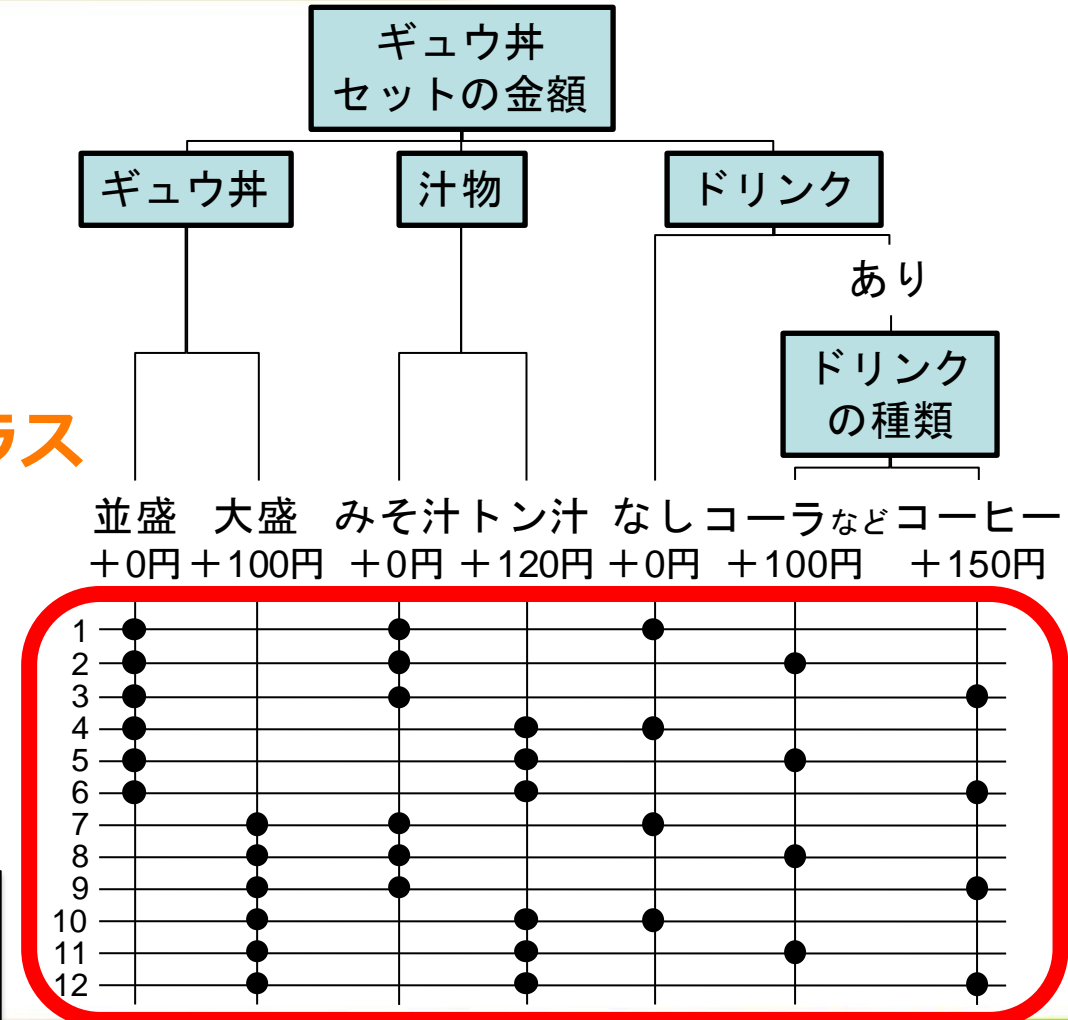 ギュウ丼
セットの金額
ギュウ丼
汁物
ドリンク
あり
ドリンク
の種類
ラス
並盛 大盛 みそ汁 トン汁 なし コーラなど コーヒー
＋0円 ＋100円 ＋0円 ＋120円 ＋0円 ＋100円 ＋150円
1
2
3
4
5
6
7
8
9
10
11
12